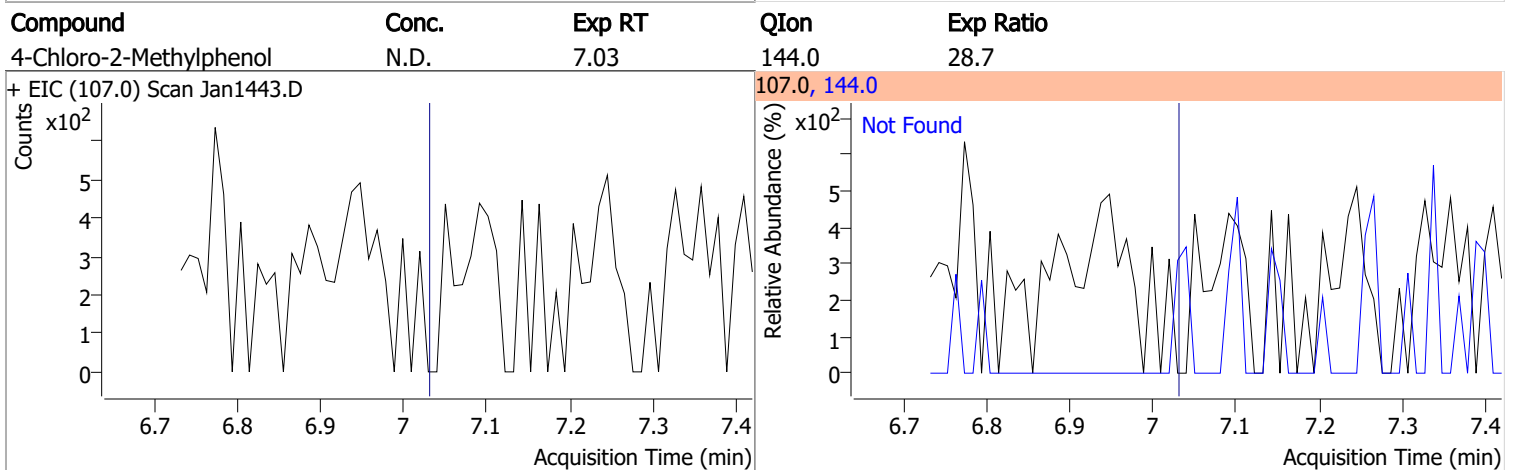 Compound Conc. Exp RT QIon Exp Ratio
4-Chloro-2-Methylphenol N.D. 7.03 144.0 28.7
+ EIC (107.0) Scan Jan1443.D
Counts
x10²
5
4
3
2
1
0
6.7 6.8 6.9 7 7.1 7.2 7.3 7.4
Acquisition Time (min)
107.0, 144.0
Relative Abundance (%)
x10²
Not Found
5
4
3
2
1
0
6.7 6.8 6.9 7 7.1 7.2 7.3 7.4
Acquisition Time (min)